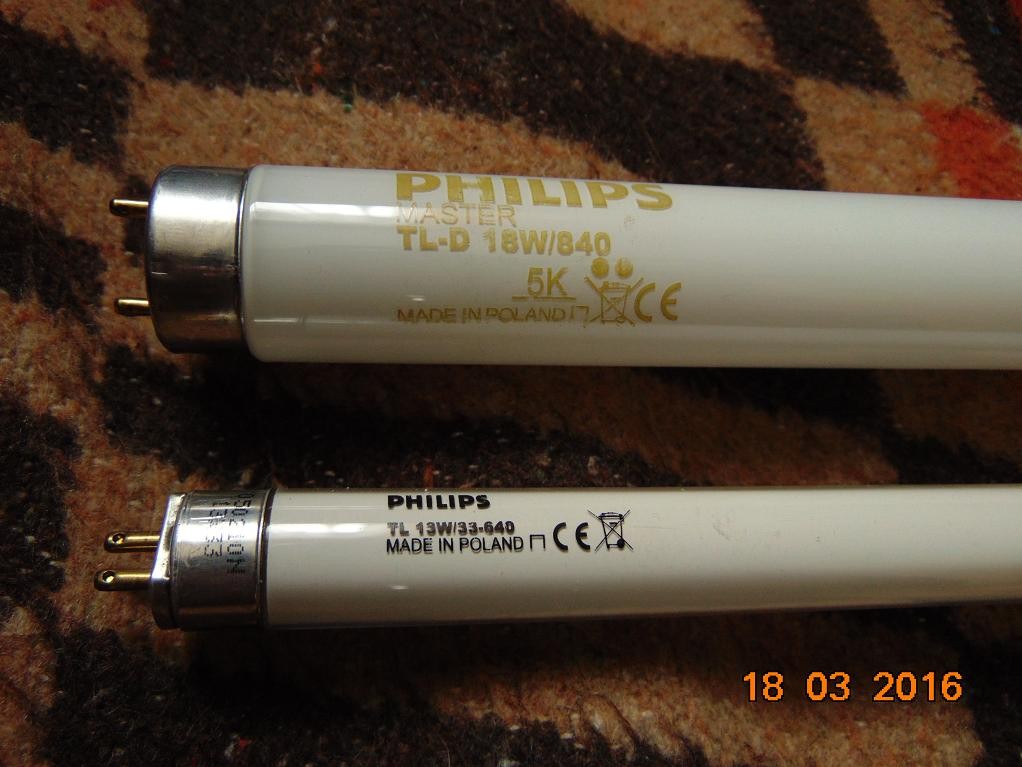 PHILIPS
MASTER
TL-D 18W/840
5K
MADE IN POLAND CE
PHILIPS
TL 13W/33-640
MADE IN POLAND CE
18 03 2016